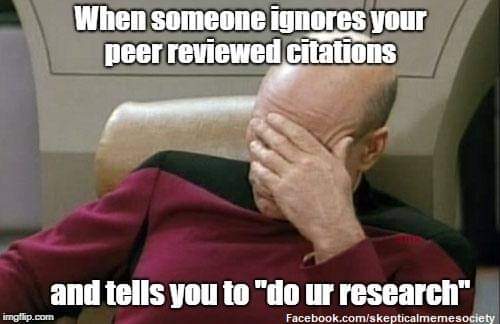 When someone ignores your
peer reviewed citations
and tells you to "do ur research"
imgflip.com
Facebook.com/skepticalmemesociety